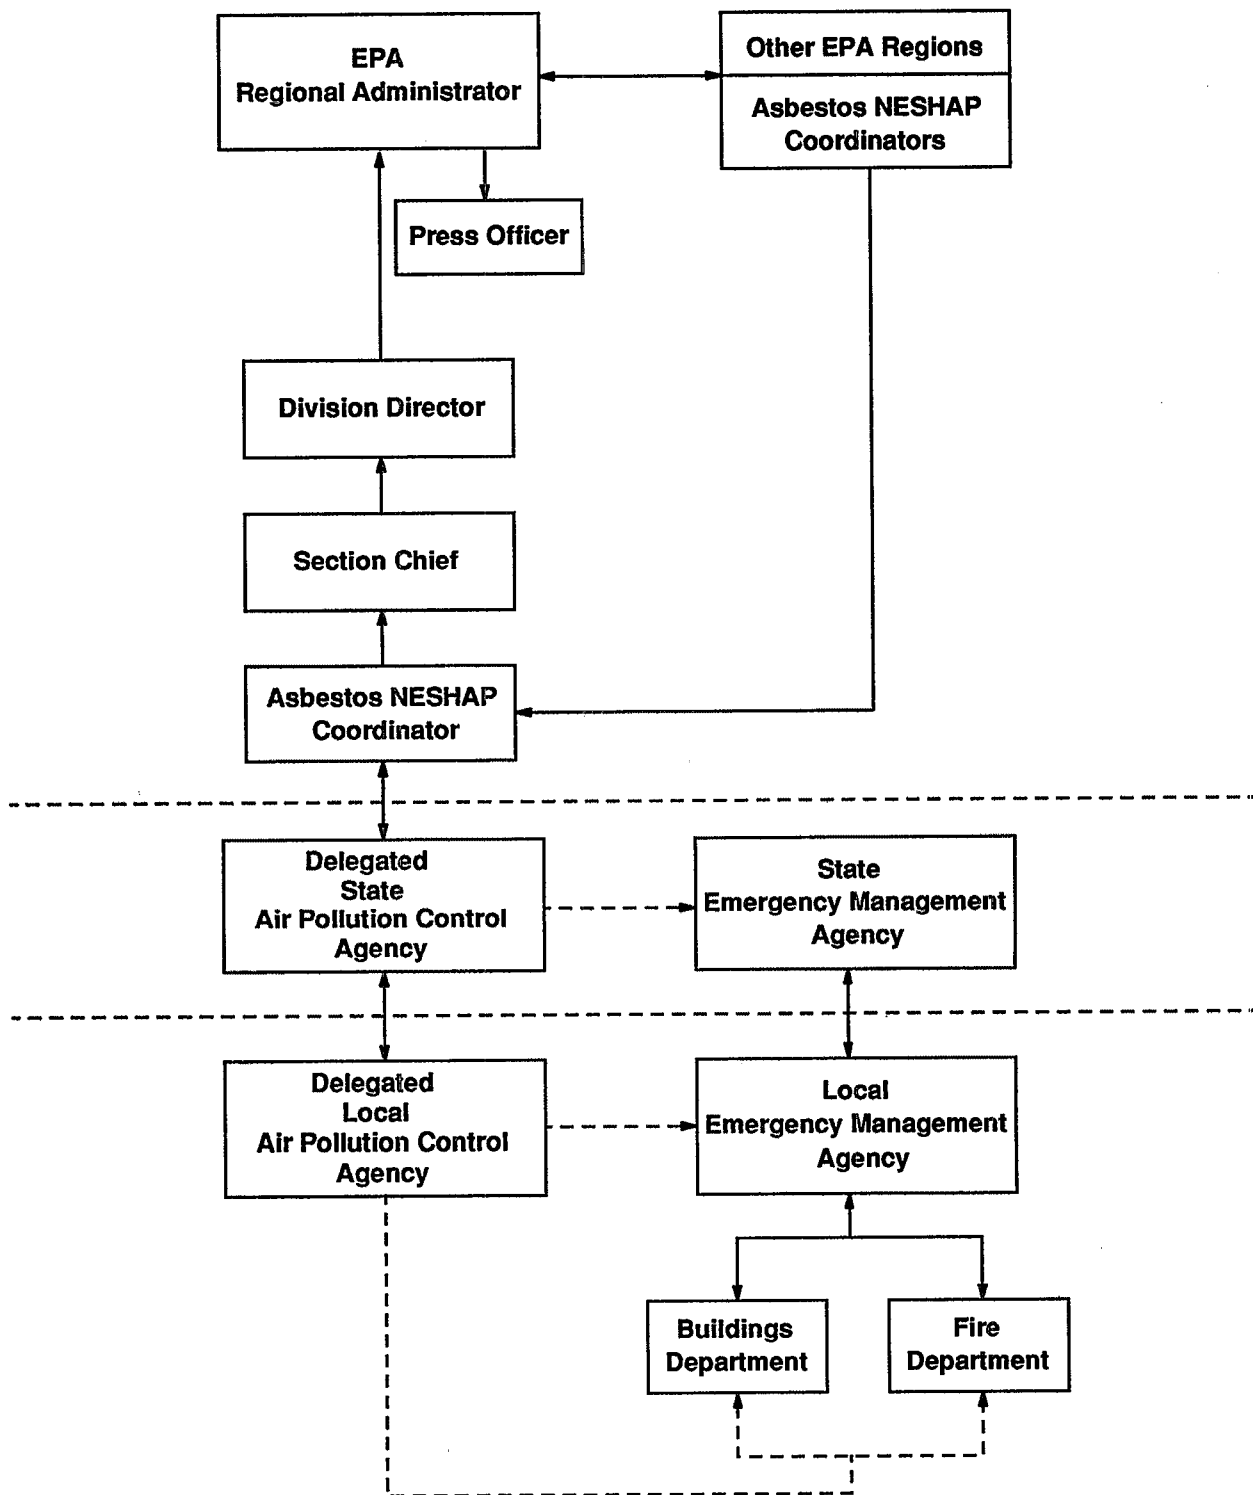 EPA
Regional Administrator
Other EPA Regions
Asbestos NESHAP
Coordinators
Press Officer
Division Director
Section Chief
Asbestos NESHAP
Coordinator
Delegated
State
Air Pollution Control
Agency
State
Emergency Management
Agency
Delegated
Local
Air Pollution Control
Agency
Local
Emergency Management
Agency
Buildings
Department
Fire
Department